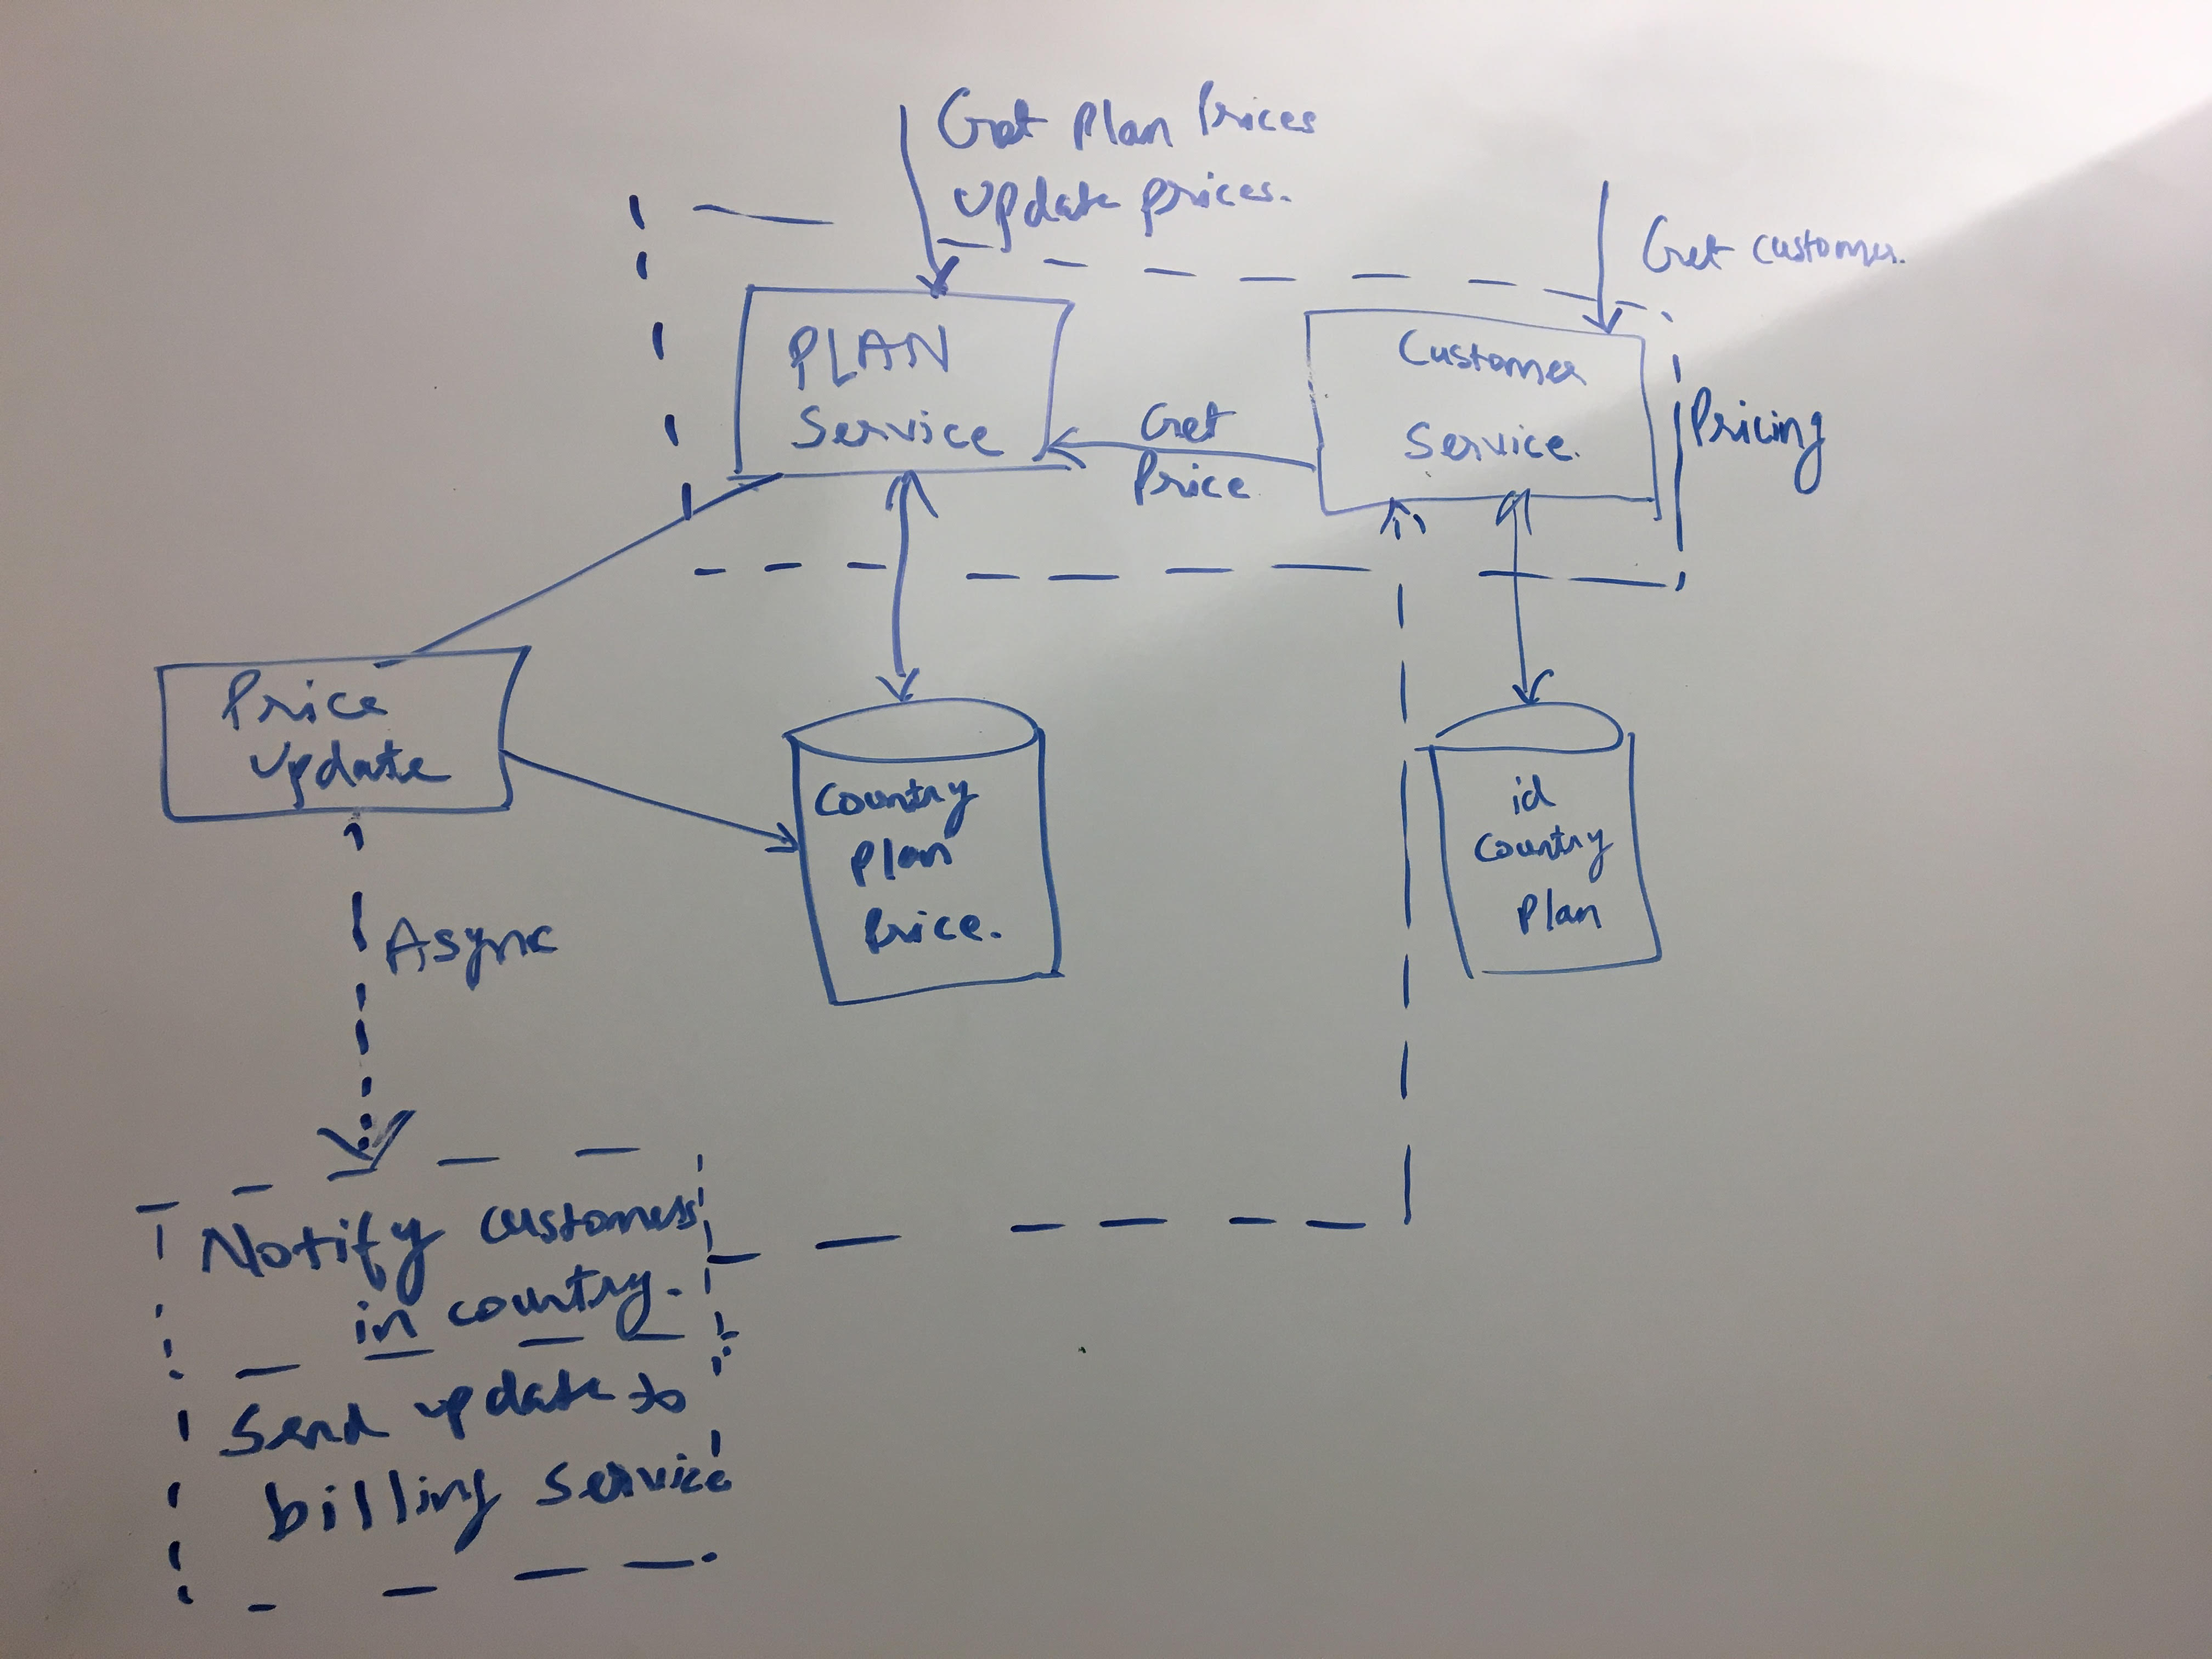 Get Plan Prices
Update prices.
Get customer.
PLAN
Service
Customer
Service.
Get
Price
Pricing
Price
Update
Country
Plan
Price.
id
Country
Plan
Async
Notify customers
in country.
Send update to
billing service